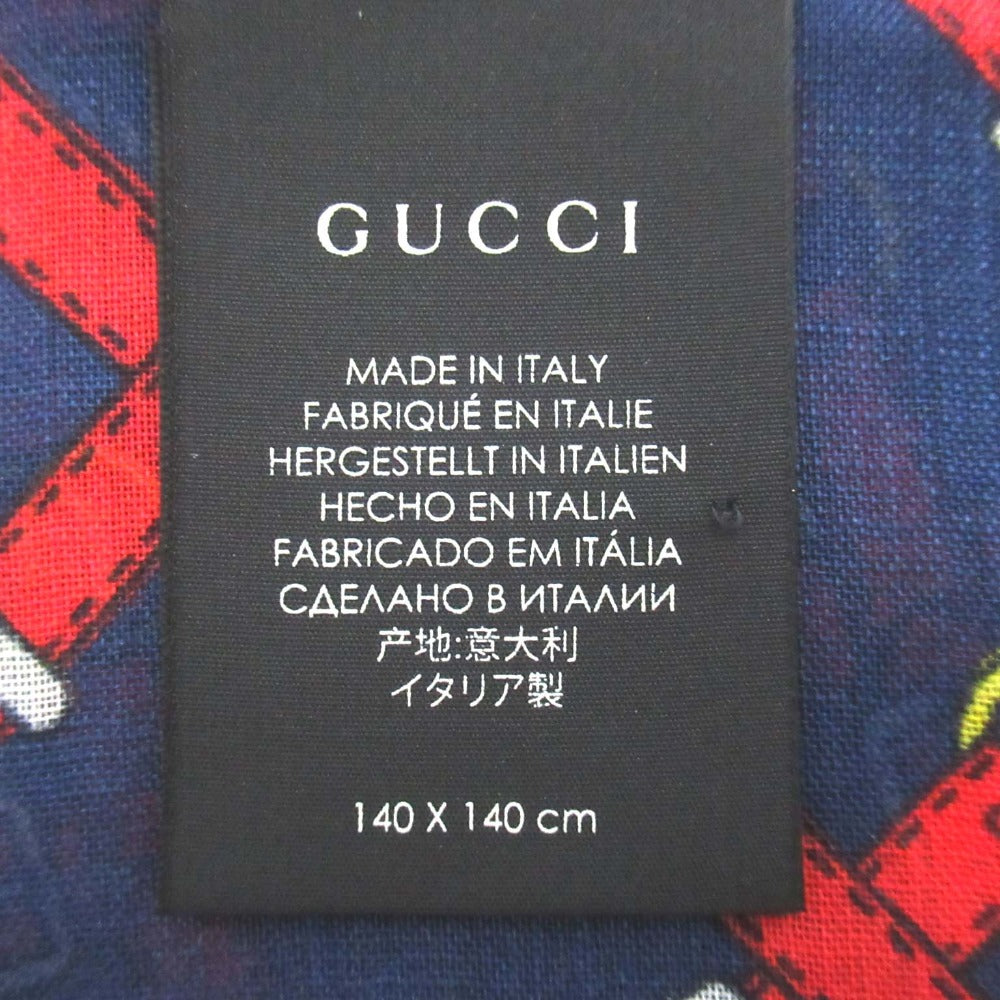 GUCCI
MADE IN ITALY
FABRIQUÉ EN ITALIE
HERGESTELLT IN ITALIEN
HECHO EN ITALIA
FABRICADO EM ITÁLIA
СДЕЛАНО В ИТАЛИИ
产地:意大利
イタリア製
140 X 140 cm